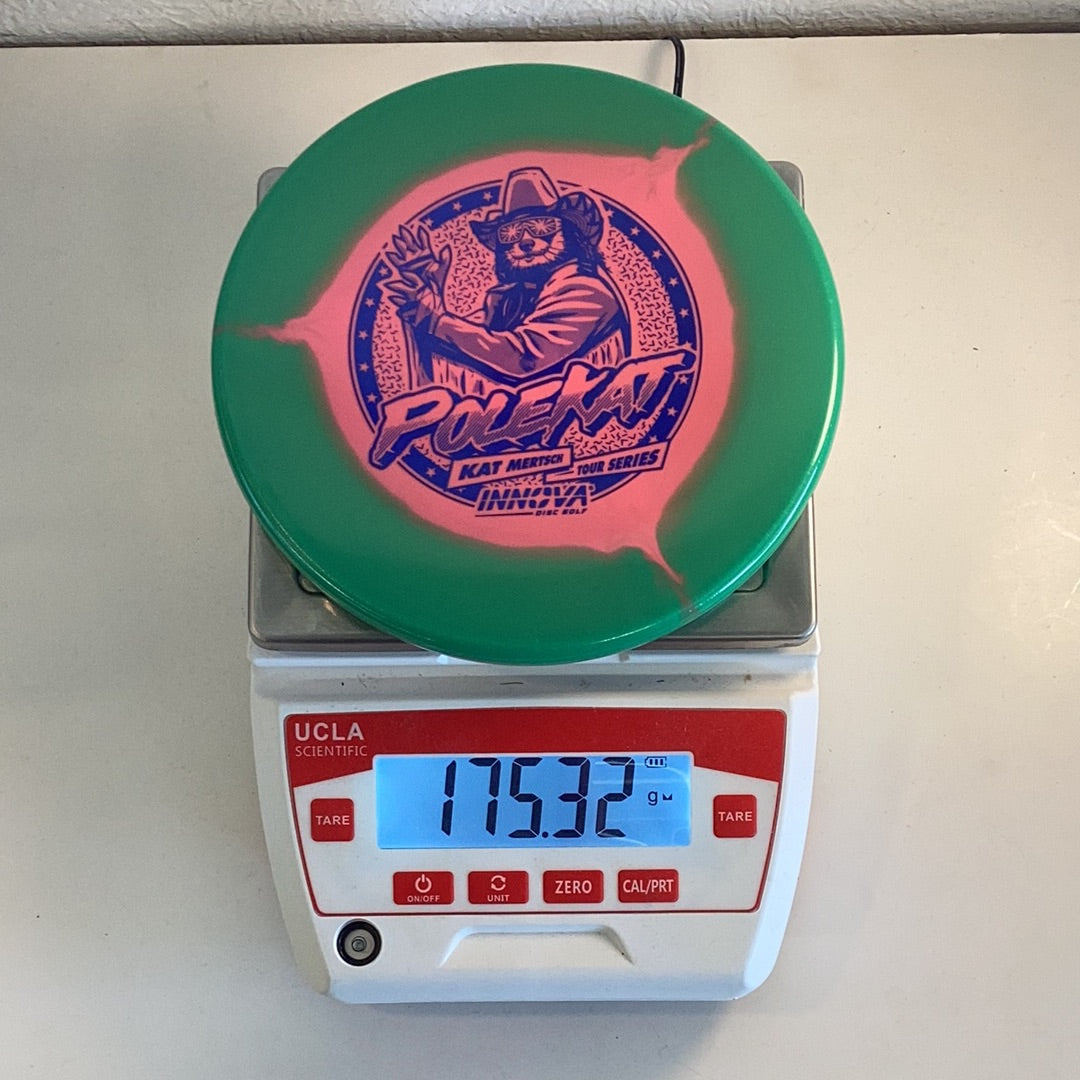 POLEKAT
KAT MERTSCH TOUR SERIES
INNOVA
DISC GOLF
UCLA
SCIENTIFIC
175.32 g
TARE
TARE
ON/OFF
UNIT
ZERO
CAL/PRT